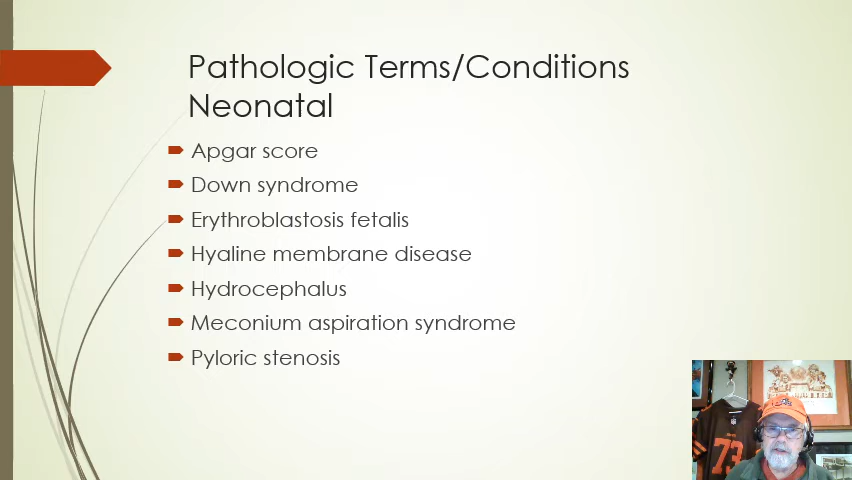 Pathologic Terms/Conditions
Neonatal
Apgar score
Down syndrome
Erythroblastosis fetalis
Hyaline membrane disease
Hydrocephalus
Meconium aspiration syndrome
Pyloric stenosis
73